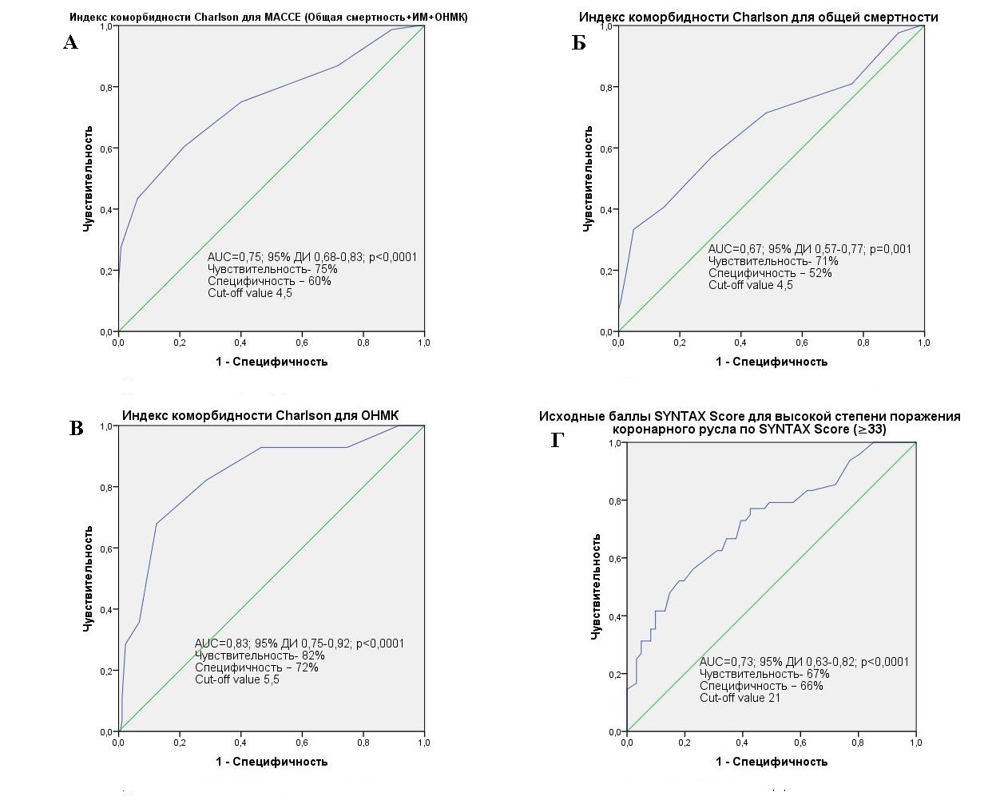 Индекс коморбидности Charlson для MACCE (Общая смертность+ИМ+ОНМК)
А
1,0
0,8
0,6
0,4
0,2
0,0
Чувствительность
AUC=0,75; 95% ДИ 0,68-0,83; p<0,0001
Чувствительность- 75%
Специфичность – 60%
Cut-off value 4,5
0,0 0,2 0,4 0,6 0,8 1,0
1 - Специфичность
Индекс коморбидности Charlson для общей смертности
Б
1,0
0,8
0,6
0,4
0,2
0,0
Чувствительность
AUC=0,67; 95% ДИ 0,57-0,77; p=0,001
Чувствительность- 71%
Специфичность – 52%
Cut-off value 4,5
0,0 0,2 0,4 0,6 0,8 1,0
1 - Специфичность
Индекс коморбидности Charlson для ОНМК
В
1,0
0,8
0,6
0,4
0,2
0,0
Чувствительность
AUC=0,83; 95% ДИ 0,75-0,92; p<0,0001
Чувствительность- 82%
Специфичность – 72%
Cut-off value 5,5
0,0 0,2 0,4 0,6 0,8 1,0
1 - Специфичность
Исходные баллы SYNTAX Score для высокой степени поражения
коронарного русла по SYNTAX Score (≥33)
Г
1,0
0,8
0,6
0,4
0,2
0,0
Чувствительность
AUC=0,73; 95% ДИ 0,63-0,82; p<0,0001
Чувствительность- 67%
Специфичность – 66%
Cut-off value 21
0,0 0,2 0,4 0,6 0,8 1,0
1 - Специфичность